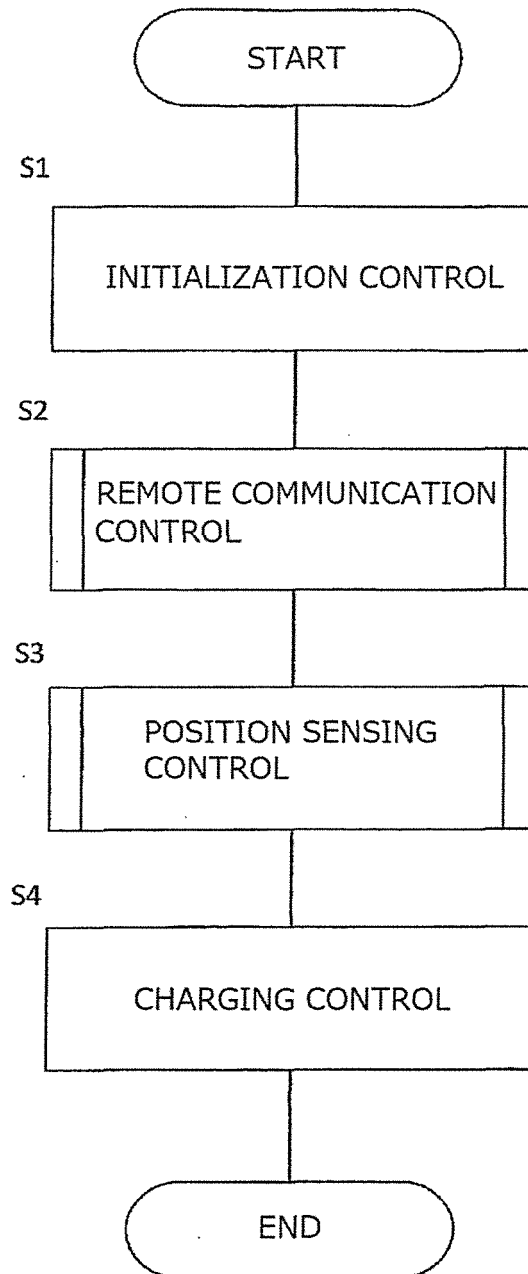 START
S1
INITIALIZATION CONTROL
S2
REMOTE COMMUNICATION
CONTROL
S3
POSITION SENSING
CONTROL
S4
CHARGING CONTROL
END